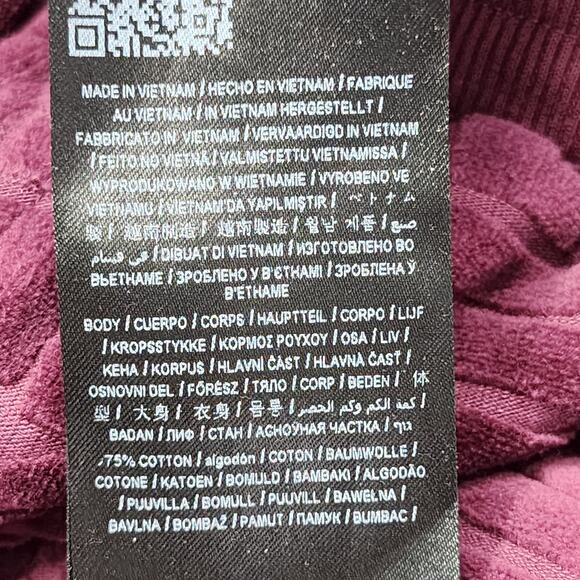 MADE IN VIETNAM / HECHO EN VIETNAM / FABRIQUE
AU VIETNAM / IN VIETNAM HERGESTELLT /
FABBRICATO IN VIETNAM / VERVAARDIGD IN VIETNAM
/ FEITO NO VIETNA / VALMISTETTU VIETNAMISSA /
WYPRODUKOWANO W WIETNAMIE / VYROBENO VE
VIETNAMU / VIETNAM'DA YAPILMIŞTIR / ベトナム
製 / 越南制造 / 越南製造 / 월남 게품 / صنع
في فيتنام / DIBUAT DI VIETNAM / ИЗГОТОВЛЕНО ВО
ВЬЕТНАМЕ / ЗРОБЛЕНО У В'ЄТНАМІ / ЗРОБЛЕНА Ў
В'ЕТНАМЕ
BODY / CUERPO / CORPS / HAUPTTEIL / CORPO / LIJF
/ KROPSSTYKKE / ΚΟΡΜΟΣ ΡΟΥΧΟΥ / OSA / LIV /
KEHA / KORPUS / HLAVNÍ ČÁST / HLAVNÁ ČASŤ /
OSNOVNI DEL / FŐRÉSZ / ТЯЛО / CORP / BEDEN / 体
型 / 大身 / 衣身 / 몸통 / كفة الكم وكم الخصر /
BADAN / ЛИФ / СТАН / АСНОЎНАЯ ЧАСТКА / גוף
-75% COTTON / algodón / COTON / BAUMWOLLE /
COTONE / KATOEN / BOMULD / BAMBAKI / ALGODÃO
/ PUUVILLA / BOMULL / PUUVILL / BAWEŁNA /
BAVLNA / BOMBAŽ / PAMUT / ПАМУК / BUMBAC /